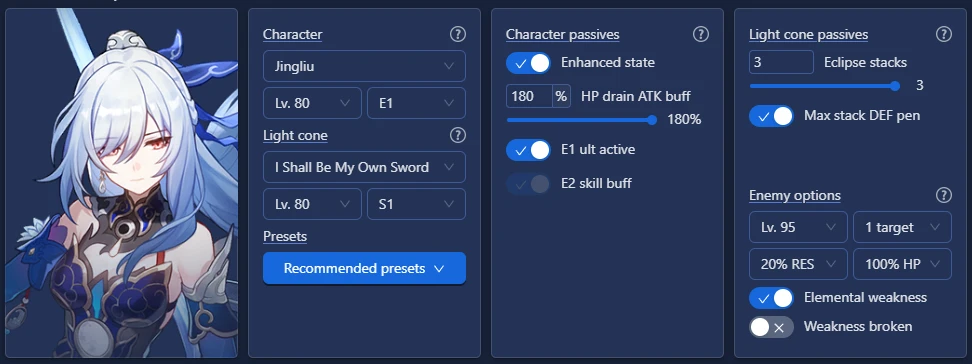 Character
Jingliu
Lv. 80
E1
Light cone
I Shall Be My Own Sword
Lv. 80
S1
Presets
Recommended presets
Character passives
Enhanced state
180 % HP drain ATK buff
180%
E1 ult active
E2 skill buff
Light cone passives
3 Eclipse stacks
3
Max stack DEF pen
Enemy options
Lv. 95
1 target
20% RES
100% HP
Elemental weakness
Weakness broken